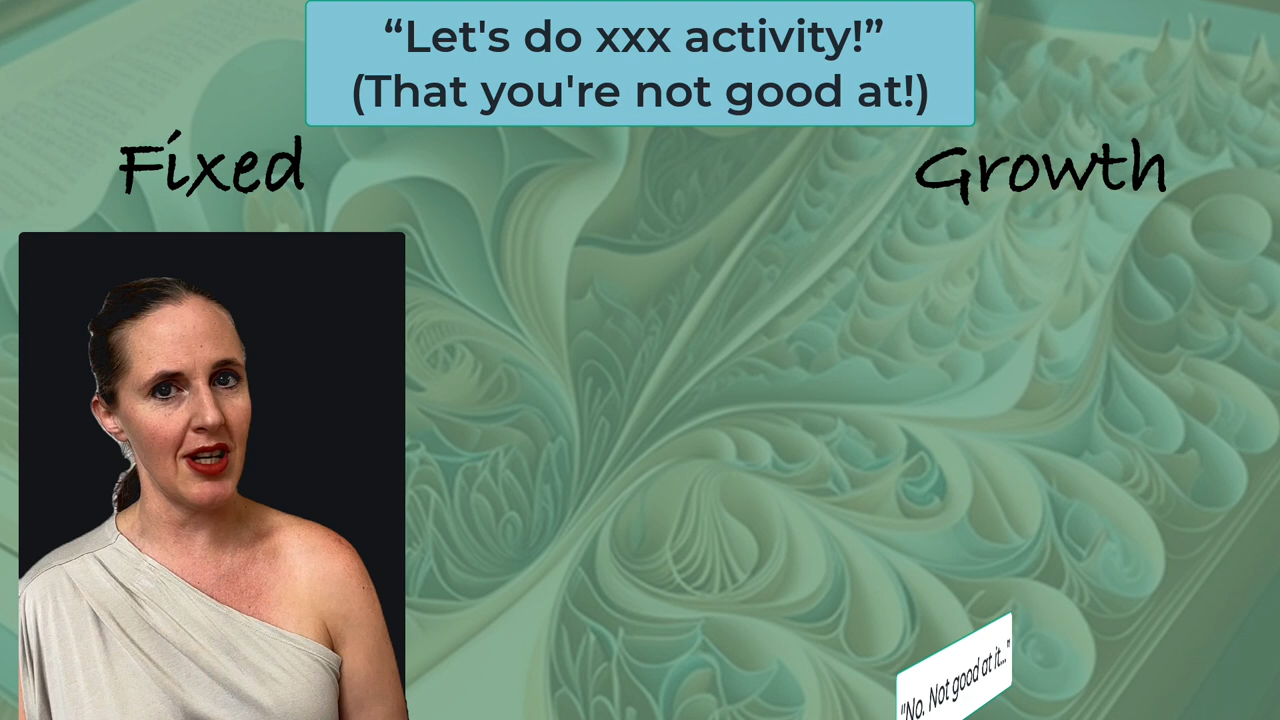 “Let's do xxx activity!”
(That you're not good at!)
Fixed
Growth
"No. Not good at it..."